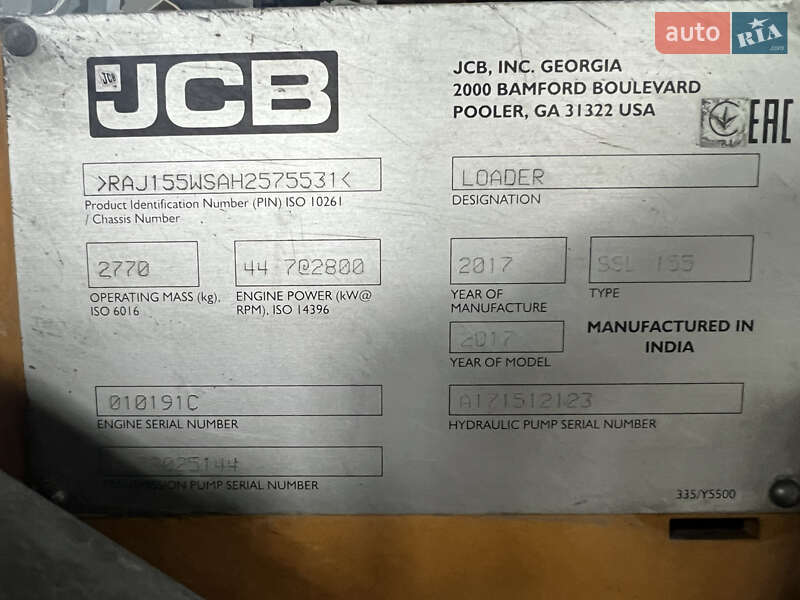 auto RIA
.com
JCB
JCB
JCB, INC. GEORGIA
2000 BAMFORD BOULEVARD
POOLER, GA 31322 USA
EAC
>RAJ155WSAH2575531<
Product Identification Number (PIN) ISO 10261
/ Chassis Number
LOADER
DESIGNATION
2770
OPERATING MASS (kg),
ISO 6016
44 7@2800
ENGINE POWER (kW@
RPM), ISO 14396
2017
YEAR OF
MANUFACTURE
SSL 155
TYPE
2017
YEAR OF MODEL
MANUFACTURED IN
INDIA
010191C
ENGINE SERIAL NUMBER
A171512123
HYDRAULIC PUMP SERIAL NUMBER
PUMP SERIAL NUMBER
335/Y5500